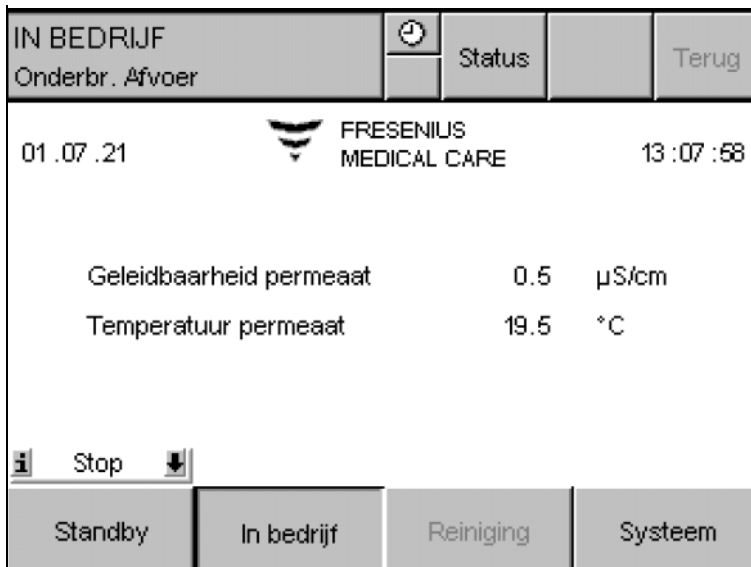 IN BEDRIJF
Onderbr. Afvoer
Status
Terug
01.07.21
FRESENIUS
MEDICAL CARE
13:07:58
Geleidbaarheid permeaat 0.5 µS/cm
Temperatuur permeaat 19.5 °C
i Stop
Standby
In bedrijf
Reiniging
Systeem